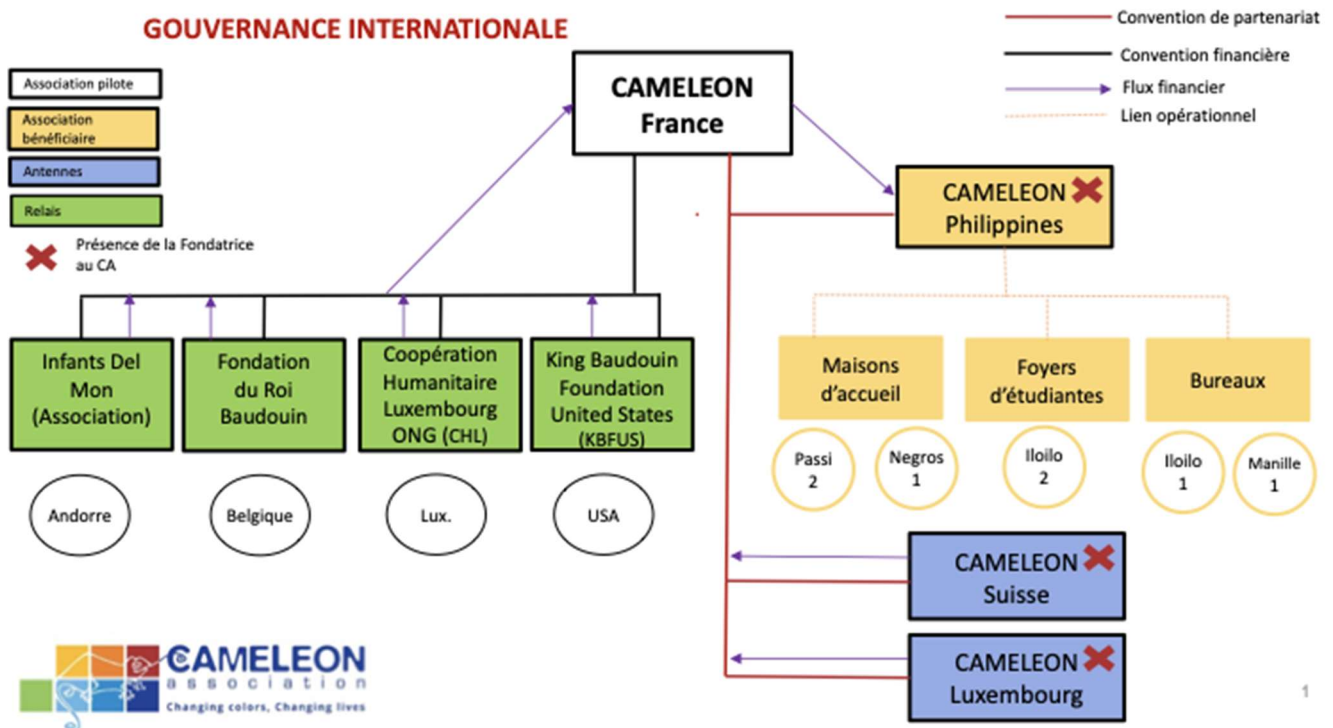 GOUVERNANCE INTERNATIONALE
Convention de partenariat
Convention financière
Flux financier
Lien opérationnel
Association pilote
Association
bénéficiaire
Antennes
Relais
Présence de la Fondatrice
au CA
CAMELEON
France
CAMELEON
Philippines
Infants Del
Mon
(Association)
Fondation
du Roi
Baudouin
Coopération
Humanitaire
Luxembourg
ONG (CHL)
King Baudouin
Foundation
United States
(KBFUS)
Andorre
Belgique
Lux.
USA
Maisons
d'accueil
Foyers
d'étudiantes
Bureaux
Passi
2
Negros
1
Iloilo
2
Iloilo
1
Manille
1
CAMELEON
Suisse
CAMELEON
Luxembourg
CAMELEON
association
Changing colors, Changing lives
1